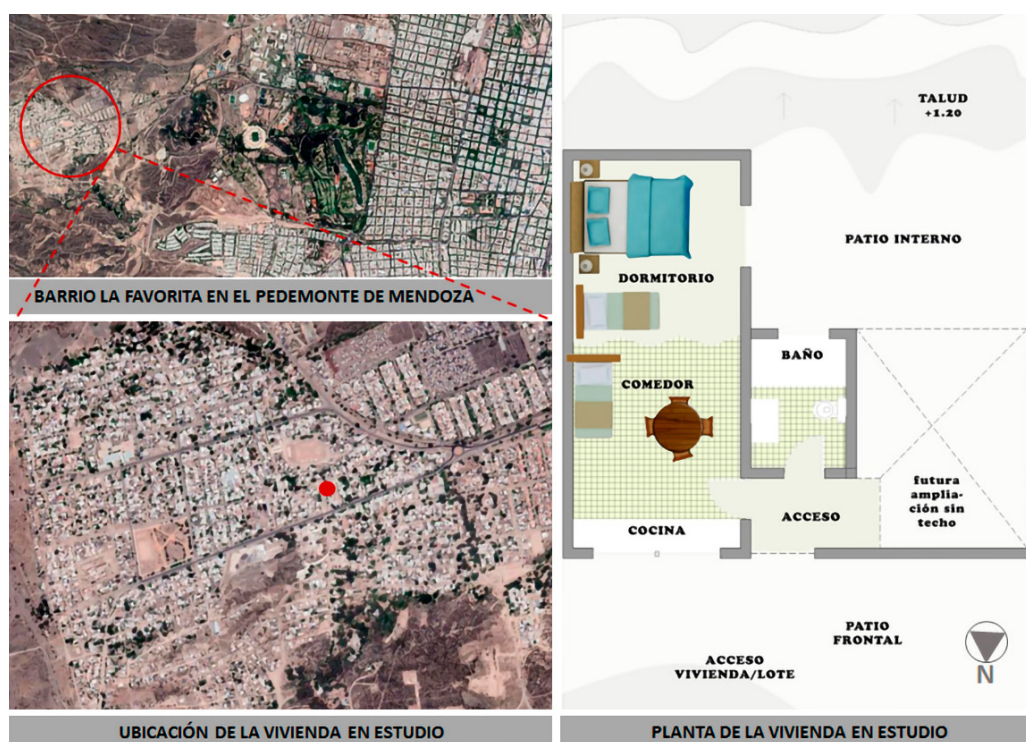 BARRIO LA FAVORITA EN EL PEDEMONTE DE MENDOZA
UBICACIÓN DE LA VIVIENDA EN ESTUDIO
TALUD
+1.20
PATIO INTERNO
DORMITORIO
BAÑO
COMEDOR
futura
amplia-
ción sin
techo
ACCESO
COCINA
PATIO
FRONTAL
ACCESO
VIVIENDA/LOTE
N
PLANTA DE LA VIVIENDA EN ESTUDIO